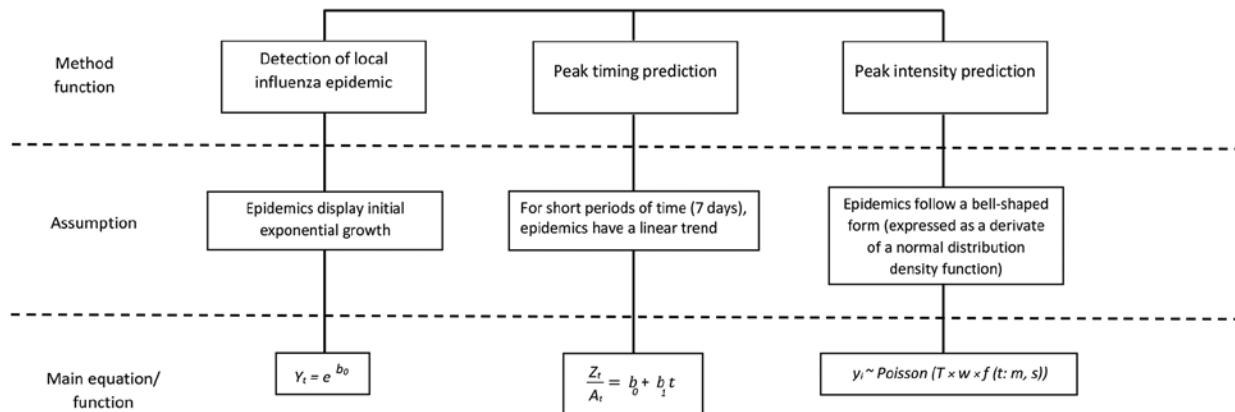 Method
function
Detection of local
influenza epidemic
Peak timing prediction
Peak intensity prediction
Assumption
Epidemics display initial
exponential growth
For short periods of time (7 days),
epidemics have a linear trend
Epidemics follow a bell-shaped
form (expressed as a derivate
of a normal distribution
density function)
Main equation/
function
Yₜ = e ᵇ⁰
Zₜ/Aₜ = b₀ + b₁ t
yᵢ ~ Poisson (T × w × f (t: m, s))